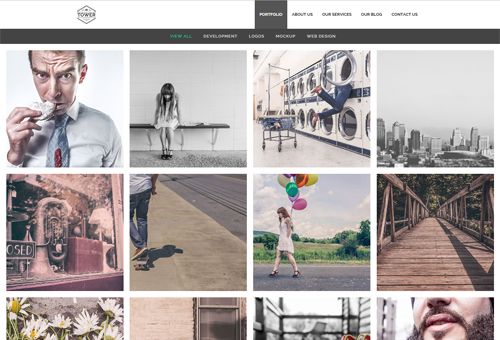 TOWER
PORTFOLIO ABOUT US OUR SERVICES OUR BLOG CONTACT US
VIEW ALL DEVELOPMENT LOGOS MOCKUP WEB DESIGN
OSED